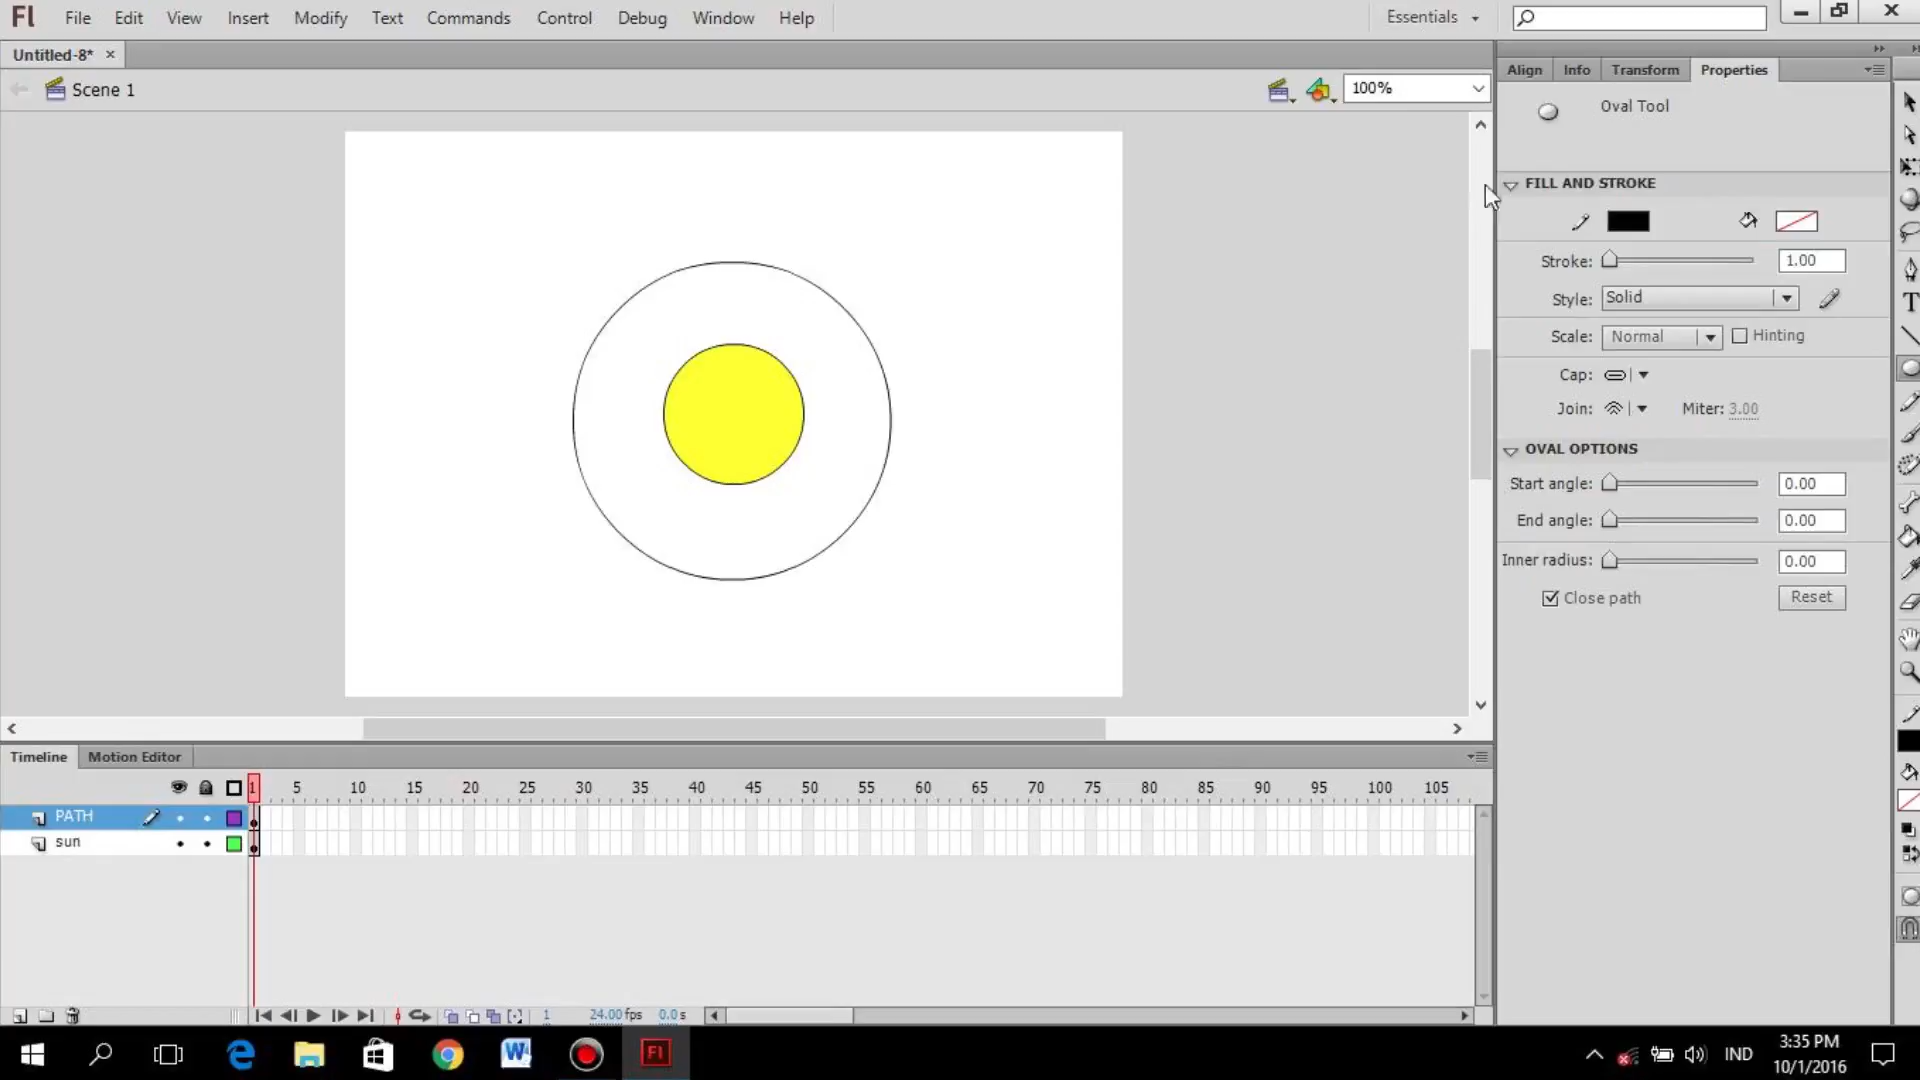 Fl File Edit View Insert Modify Text Commands Control Debug Window Help Essentials
Untitled-8* ×
Scene 1 100%
Align Info Transform Properties
Oval Tool
FILL AND STROKE
Stroke: 1.00
Style: Solid
Scale: Normal Hinting
Cap:
Join: Miter: 3.00
OVAL OPTIONS
Start angle: 0.00
End angle: 0.00
Inner radius: 0.00
Close path Reset
T
Timeline Motion Editor
1 5 10 15 20 25 30 35 40 45 50 55 60 65 70 75 80 85 90 95 100 105
PATH
sun
1 24.00fps 0.0s
W Fl IND 3:35 PM
10/1/2016